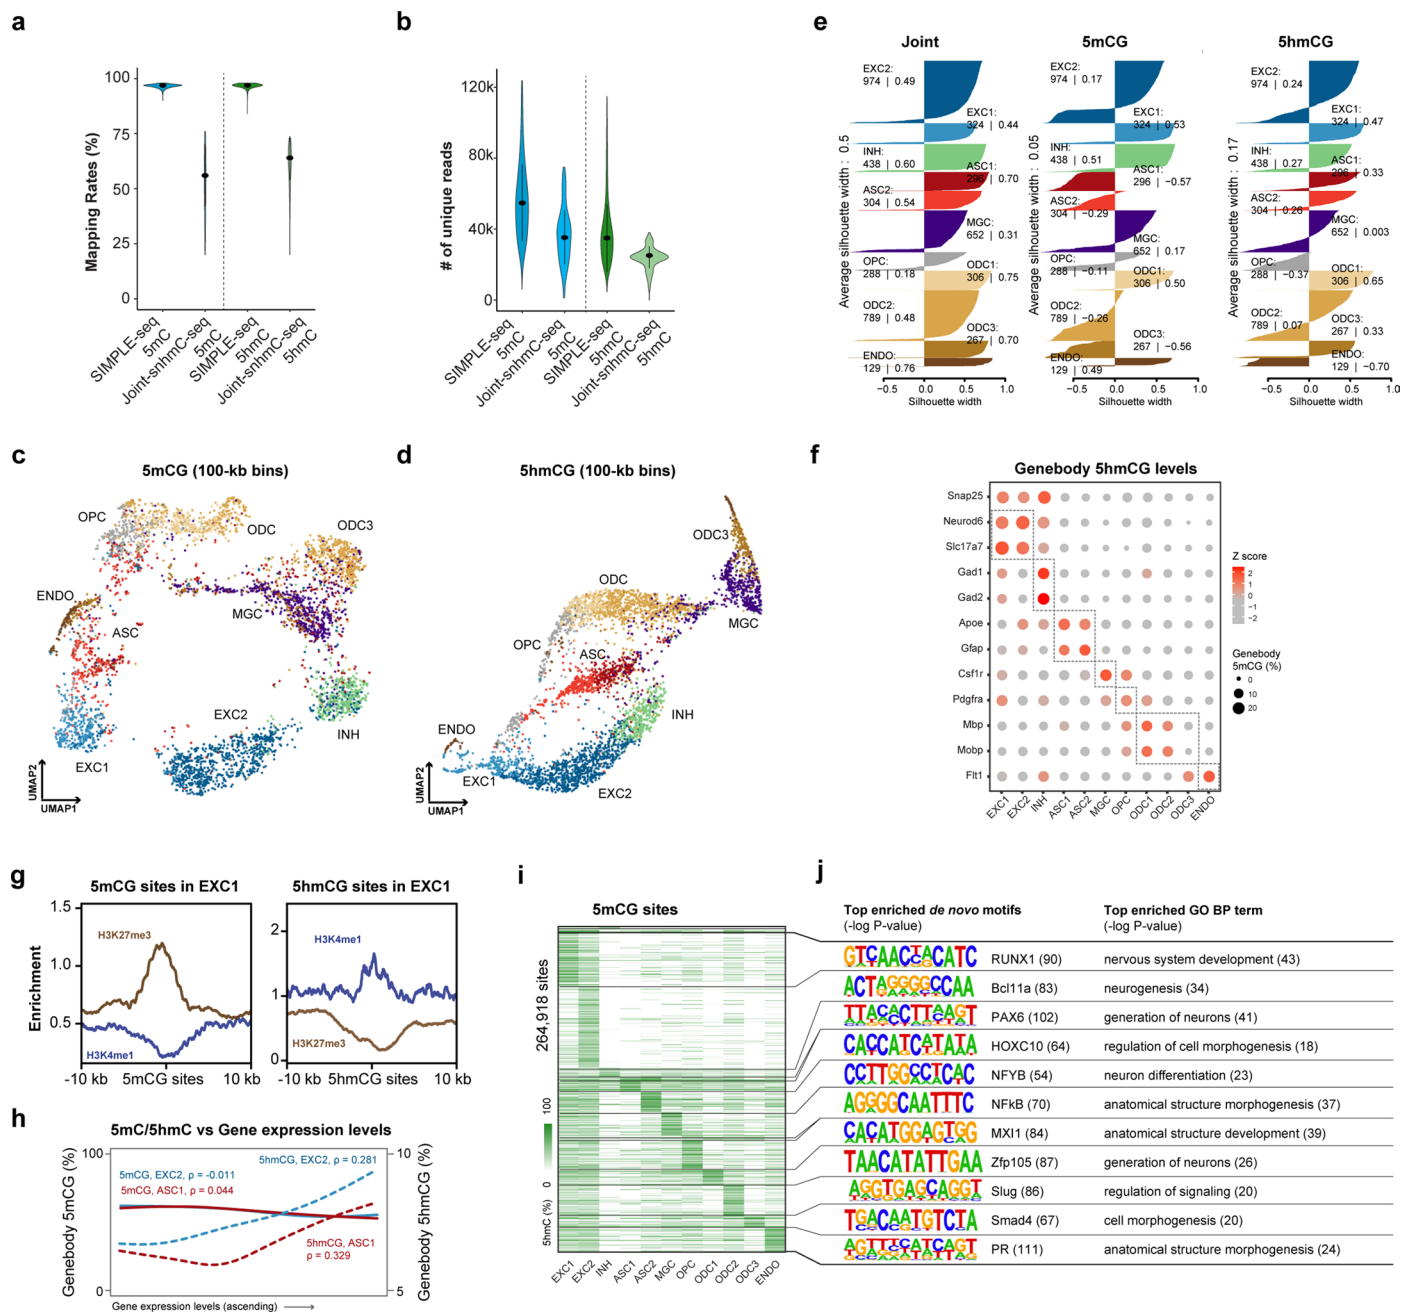 a
Mapping Rates (%)
100
75
50
25
0
SIMPLE-seq
5mC
Joint-snhmC-seq
5mC
SIMPLE-seq
5hmC
Joint-snhmC-seq
5hmC
b
# of unique reads
120k
80k
40k
0
SIMPLE-seq
5mC
Joint-snhmC-seq
5mC
SIMPLE-seq
5hmC
Joint-snhmC-seq
5hmC
e
Joint
Average silhouette width : 0.5
EXC2:
974 | 0.49
EXC1:
324 | 0.44
INH:
438 | 0.60
ASC1:
296 | 0.70
ASC2:
304 | 0.54
MGC:
652 | 0.31
OPC:
288 | 0.18
ODC1:
306 | 0.75
ODC2:
789 | 0.48
ODC3:
267 | 0.70
ENDO:
129 | 0.76
−0.5 0.0 0.5 1.0
Silhouette width
5mCG
Average silhouette width : 0.05
EXC2:
974 | 0.17
EXC1:
324 | 0.53
INH:
438 | 0.51
ASC1:
296 | −0.57
ASC2:
304 | −0.29
MGC:
652 | 0.17
OPC:
288 | −0.11
ODC1:
306 | 0.50
ODC2:
789 | −0.26
ODC3:
267 | −0.56
ENDO:
129 | 0.49
−0.5 0.0 0.5 1.0
Silhouette width
5hmCG
Average silhouette width : 0.17
EXC2:
974 | 0.24
EXC1:
324 | 0.47
INH:
438 | 0.27
ASC1:
296 | 0.33
ASC2:
304 | 0.26
MGC:
652 | 0.003
OPC:
288 | −0.37
ODC1:
306 | 0.65
ODC2:
789 | 0.07
ODC3:
267 | 0.33
ENDO:
129 | −0.70
−0.5 0.0 0.5 1.0
Silhouette width
c
5mCG (100-kb bins)
OPC
ODC
ODC3
ENDO
MGC
ASC
EXC2
INH
EXC1
UMAP2
UMAP1
d
5hmCG (100-kb bins)
ODC3
ODC
MGC
OPC
ASC
INH
ENDO
EXC1
EXC2
UMAP2
UMAP1
f
Genebody 5hmCG levels
Snap25
Neurod6
Slc17a7
Gad1
Gad2
Apoe
Gfap
Csf1r
Pdgfra
Mbp
Mobp
Flt1
EXC1
EXC2
INH
ASC1
ASC2
MGC
OPC
ODC1
ODC2
ODC3
ENDO
Z score
2
1
0
−1
−2
Genebody
5mCG (%)
0
10
20
g
5mCG sites in EXC1
Enrichment
1.5
1.0
0.5
H3K27me3
H3K4me1
-10 kb 5mCG sites 10 kb
5hmCG sites in EXC1
2
1
0
H3K4me1
H3K27me3
-10 kb 5hmCG sites 10 kb
h
5mC/5hmC vs Gene expression levels
Genebody 5mCG (%)
100
0
5mCG, EXC2, ρ = -0.011
5mCG, ASC1, ρ = 0.044
5hmCG, EXC2, ρ = 0.281
5hmCG, ASC1
ρ = 0.329
10
5
Genebody 5hmCG (%)
Gene expression levels (ascending)
i
5mCG sites
264,918 sites
100
0
5hmC (%)
EXC1
EXC2
INH
ASC1
ASC2
MGC
OPC
ODC1
ODC2
ODC3
ENDO
j
Top enriched de novo motifs
(-log P-value)
Top enriched GO BP term
(-log P-value)
RUNX1 (90) nervous system development (43)
Bcl11a (83) neurogenesis (34)
PAX6 (102) generation of neurons (41)
HOXC10 (64) regulation of cell morphogenesis (18)
NFYB (54) neuron differentiation (23)
NFkB (70) anatomical structure morphogenesis (37)
MXI1 (84) anatomical structure development (39)
TAACATATTGAA Zfp105 (87) generation of neurons (26)
Slug (86) regulation of signaling (20)
Smad4 (67) cell morphogenesis (20)
PR (111) anatomical structure morphogenesis (24)